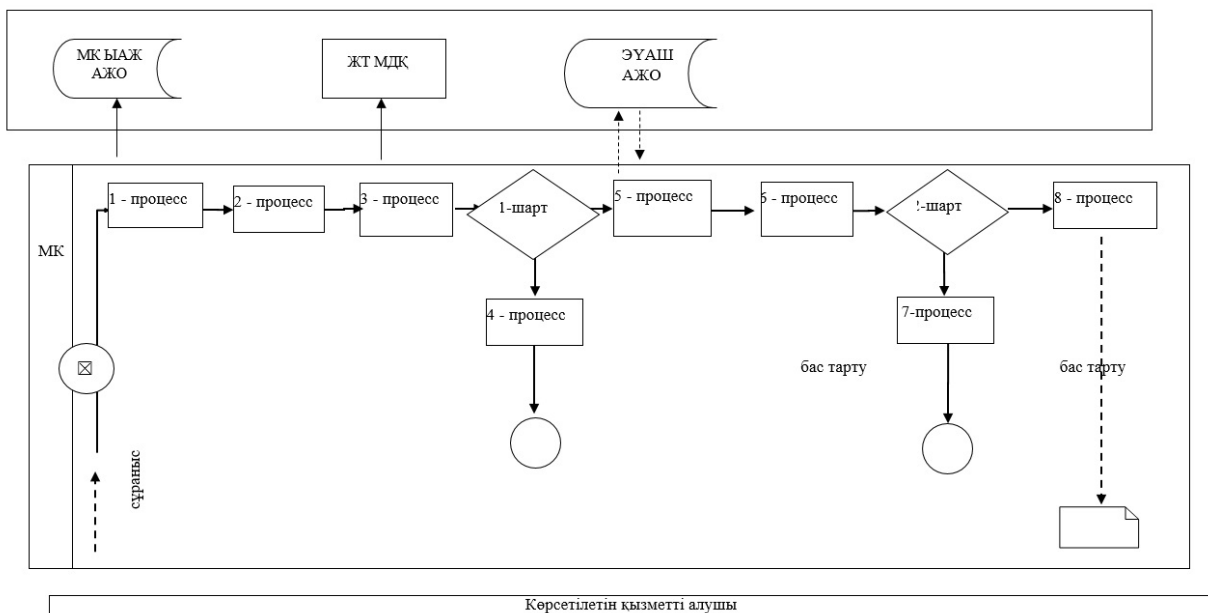 МК ЫАЖ
АЖО
ЖТ МДҚ
ЭҮАШ
АЖО
МК
1 - процесс
2 - процесс
3 - процесс
1-шарт
5 - процесс
6 - процесс
2-шарт
8 - процесс
4 - процесс
7-процесс
бас тарту
бас тарту
сұраныс
Көрсетілетін қызметті алушы